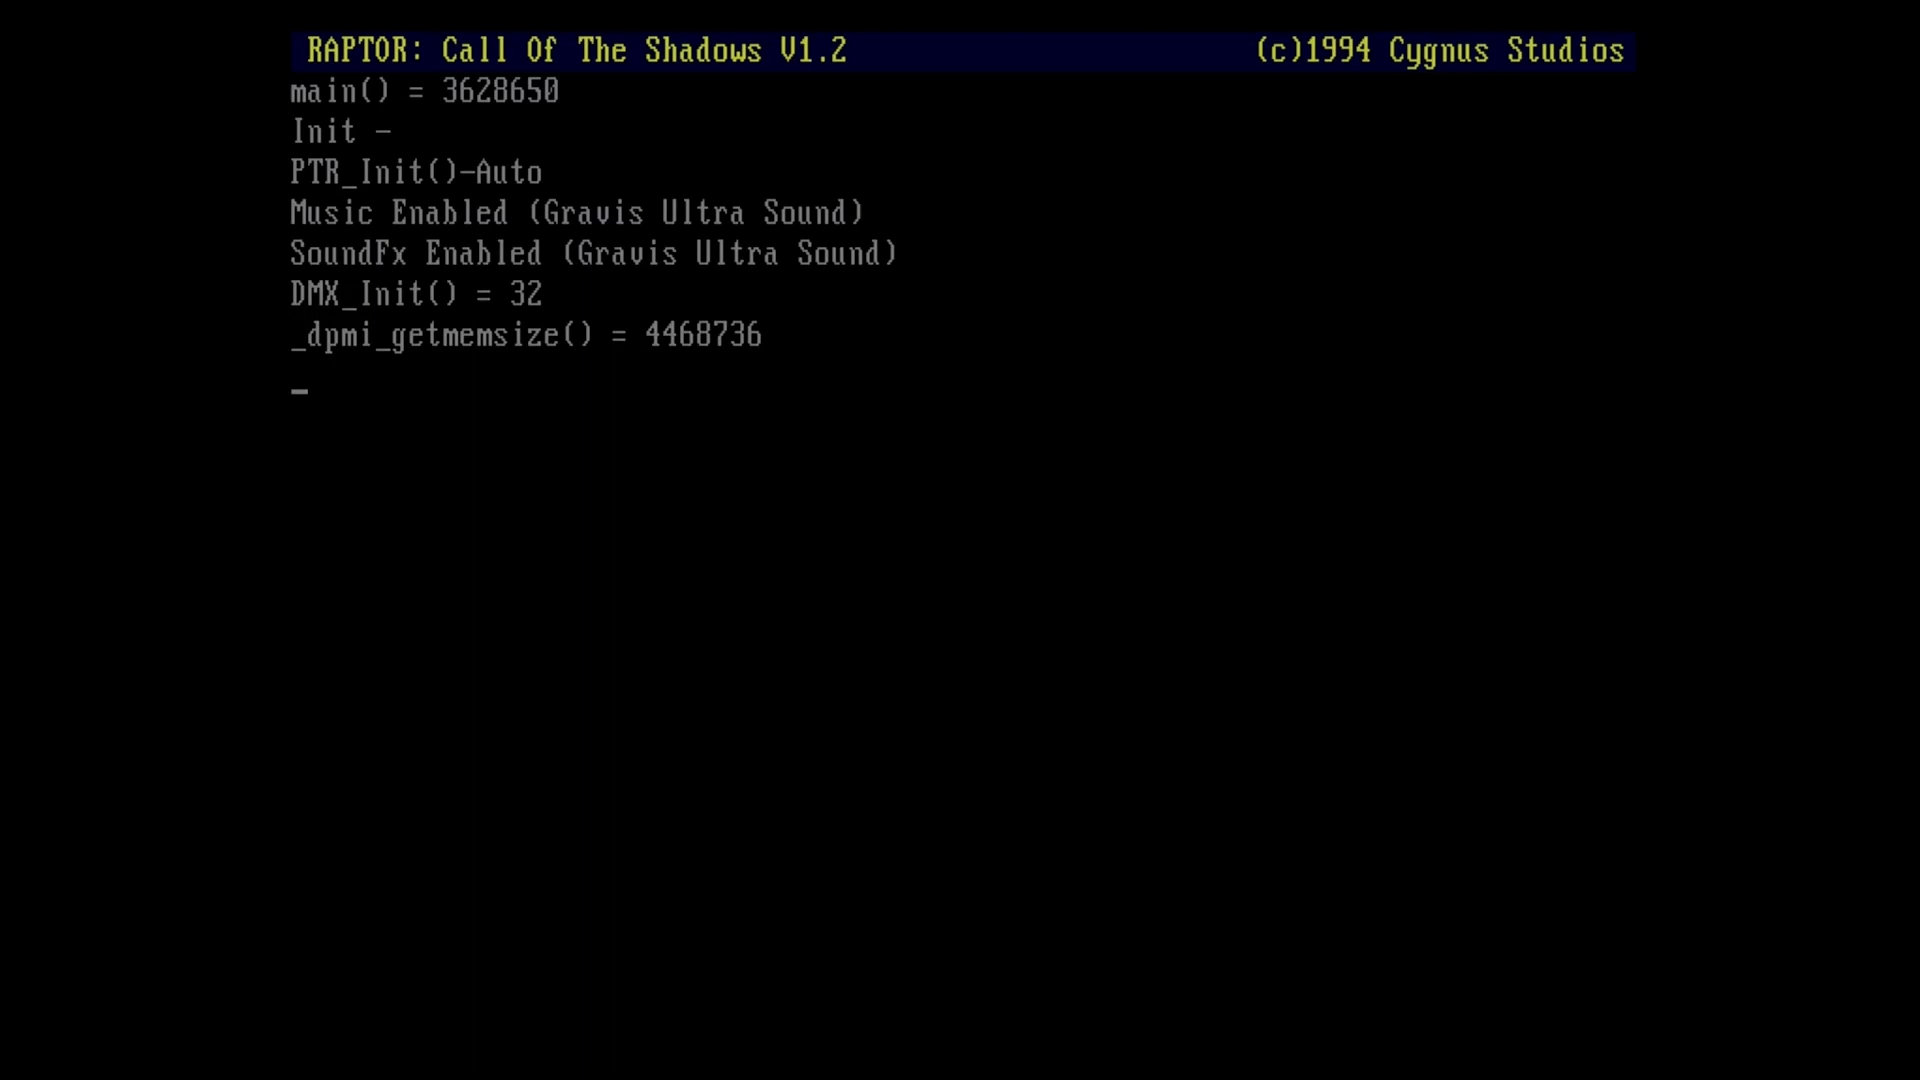 RAPTOR: Call Of The Shadows V1.2 (c)1994 Cygnus Studios
main() = 3628650
Init -
PTR_Init()-Auto
Music Enabled (Gravis Ultra Sound)
SoundFx Enabled (Gravis Ultra Sound)
DMX_Init() = 32
_dpmi_getmemsize() = 4468736